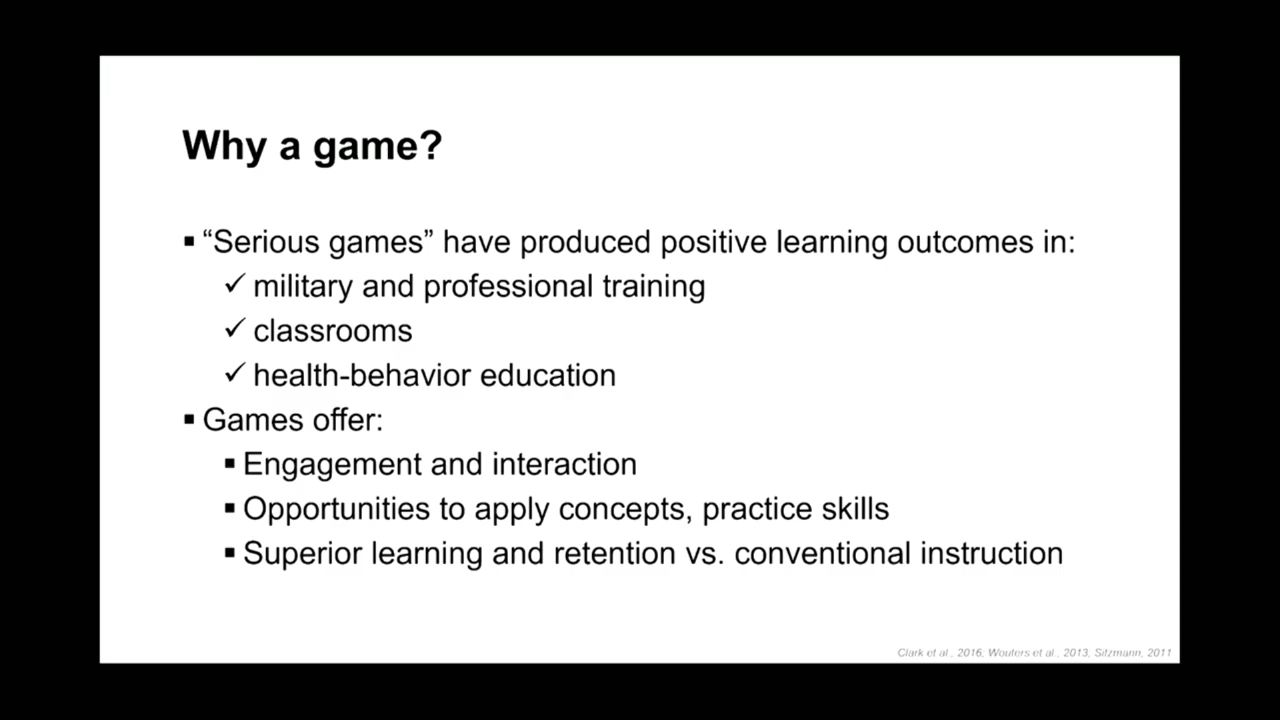 Why a game?
▪ “Serious games” have produced positive learning outcomes in:
✓ military and professional training
✓ classrooms
✓ health-behavior education
▪ Games offer:
▪ Engagement and interaction
▪ Opportunities to apply concepts, practice skills
▪ Superior learning and retention vs. conventional instruction
Clark et al., 2016; Wouters et al., 2013, Sitzmann, 2011